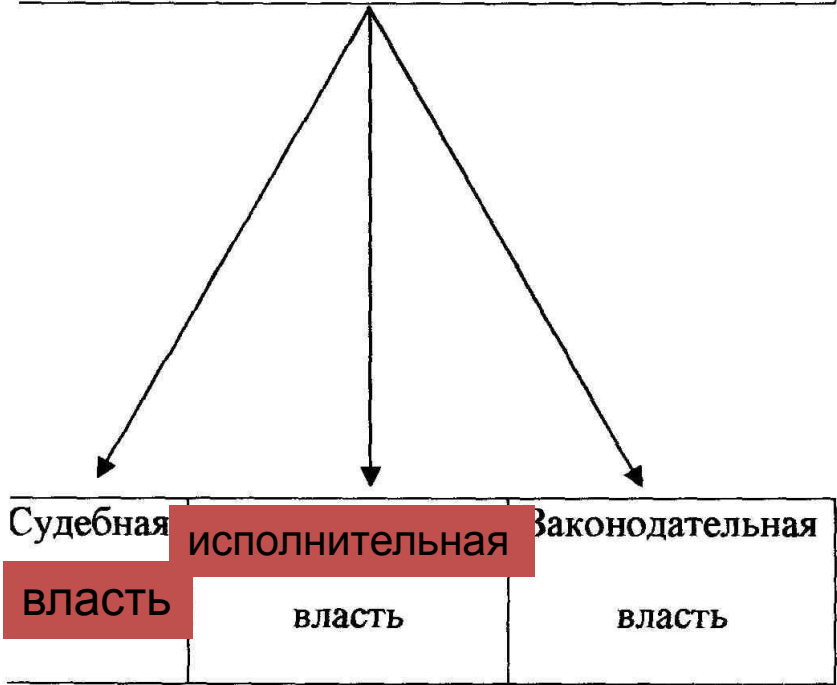 Судебная
власть
исполнительная
власть
Законодательная
власть